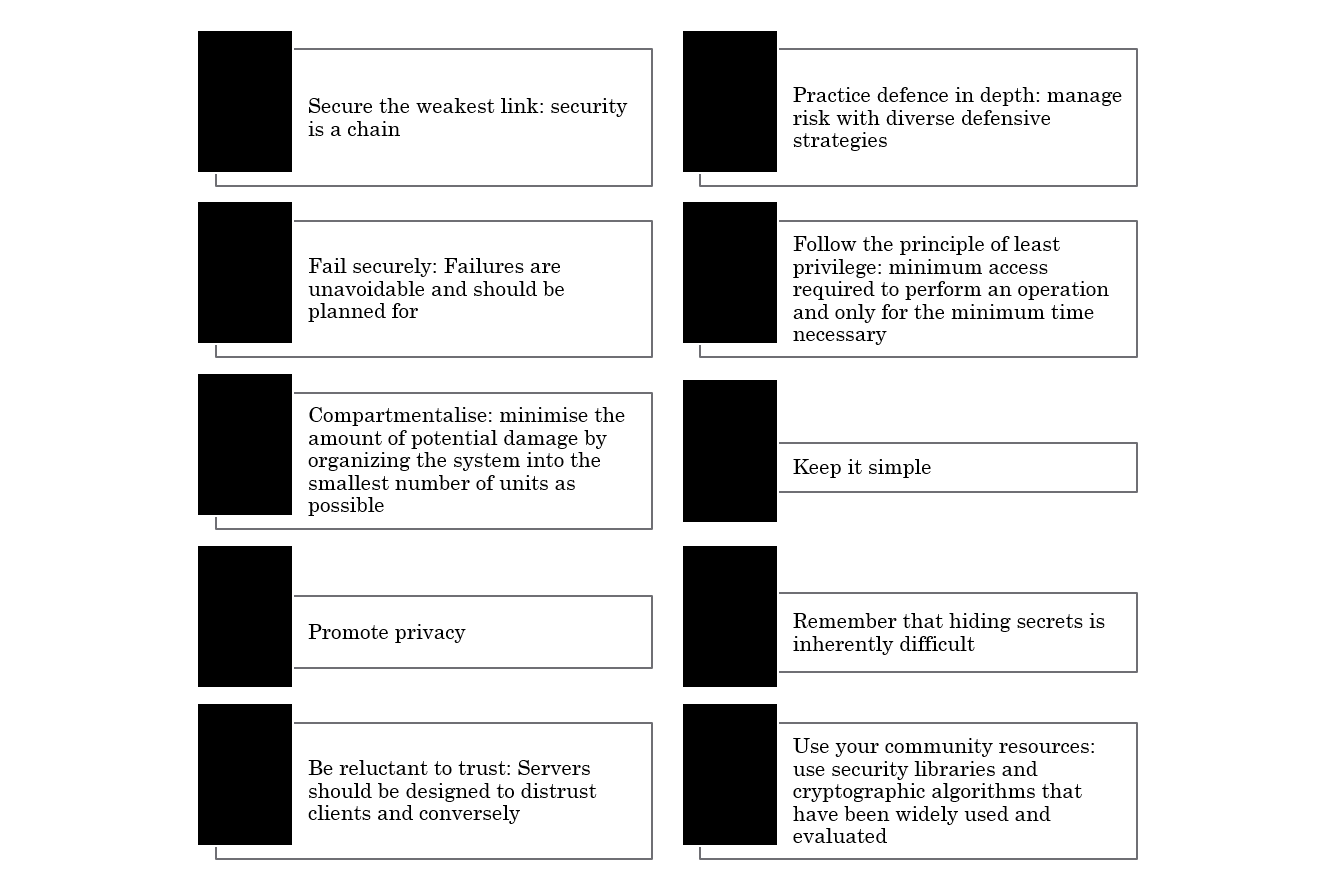 Secure the weakest link: security
is a chain
Practice defence in depth: manage
risk with diverse defensive
strategies
Fail securely: Failures are
unavoidable and should be
planned for
Follow the principle of least
privilege: minimum access
required to perform an operation
and only for the minimum time
necessary
Compartmentalise: minimise the
amount of potential damage by
organizing the system into the
smallest number of units as
possible
Keep it simple
Promote privacy
Remember that hiding secrets is
inherently difficult
Be reluctant to trust: Servers
should be designed to distrust
clients and conversely
Use your community resources:
use security libraries and
cryptographic algorithms that
have been widely used and
evaluated